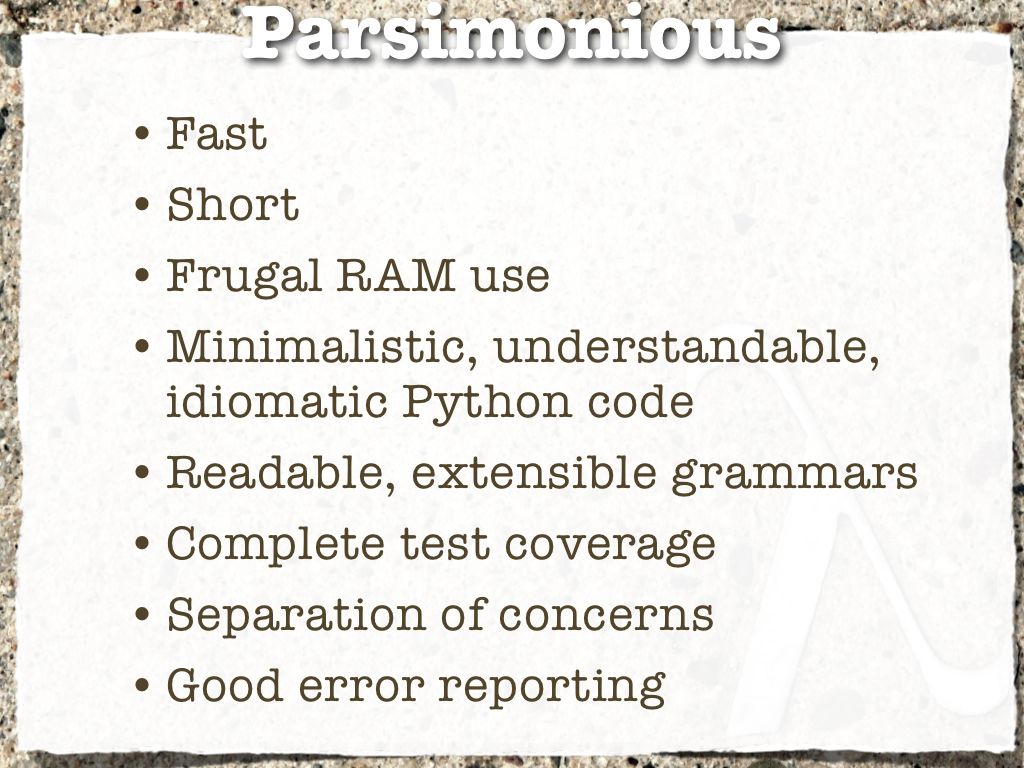 Parsimonious
• Fast
• Short
• Frugal RAM use
• Minimalistic, understandable,
idiomatic Python code
• Readable, extensible grammars
• Complete test coverage
• Separation of concerns
• Good error reporting